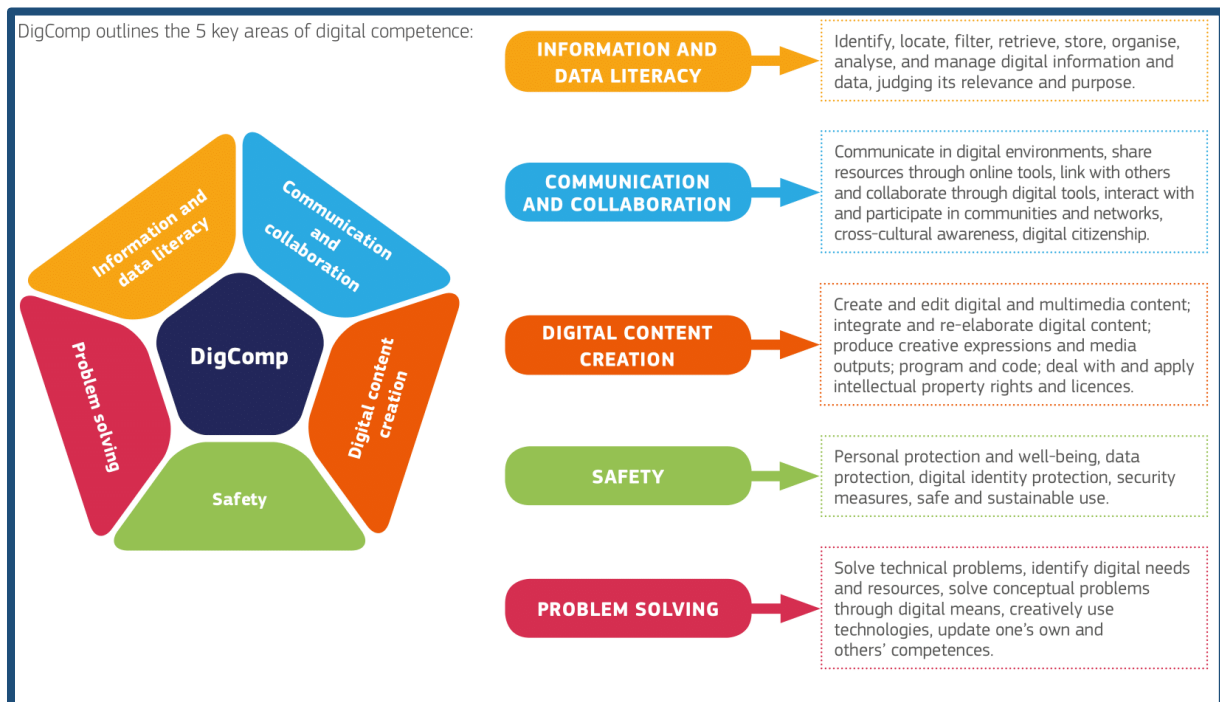 DigComp outlines the 5 key areas of digital competence:
Information and
data literacy
Communication
and
collaboration
Problem solving
DigComp
Digital content
creation
Safety
INFORMATION AND
DATA LITERACY
Identify, locate, filter, retrieve, store, organise,
analyse, and manage digital information and
data, judging its relevance and purpose.
COMMUNICATION
AND COLLABORATION
Communicate in digital environments, share
resources through online tools, link with others
and collaborate through digital tools, interact with
and participate in communities and networks,
cross-cultural awareness, digital citizenship.
DIGITAL CONTENT
CREATION
Create and edit digital and multimedia content;
integrate and re-elaborate digital content;
produce creative expressions and media
outputs; program and code; deal with and apply
intellectual property rights and licences.
SAFETY
Personal protection and well-being, data
protection, digital identity protection, security
measures, safe and sustainable use.
PROBLEM SOLVING
Solve technical problems, identify digital needs
and resources, solve conceptual problems
through digital means, creatively use
technologies, update one's own and
others' competences.